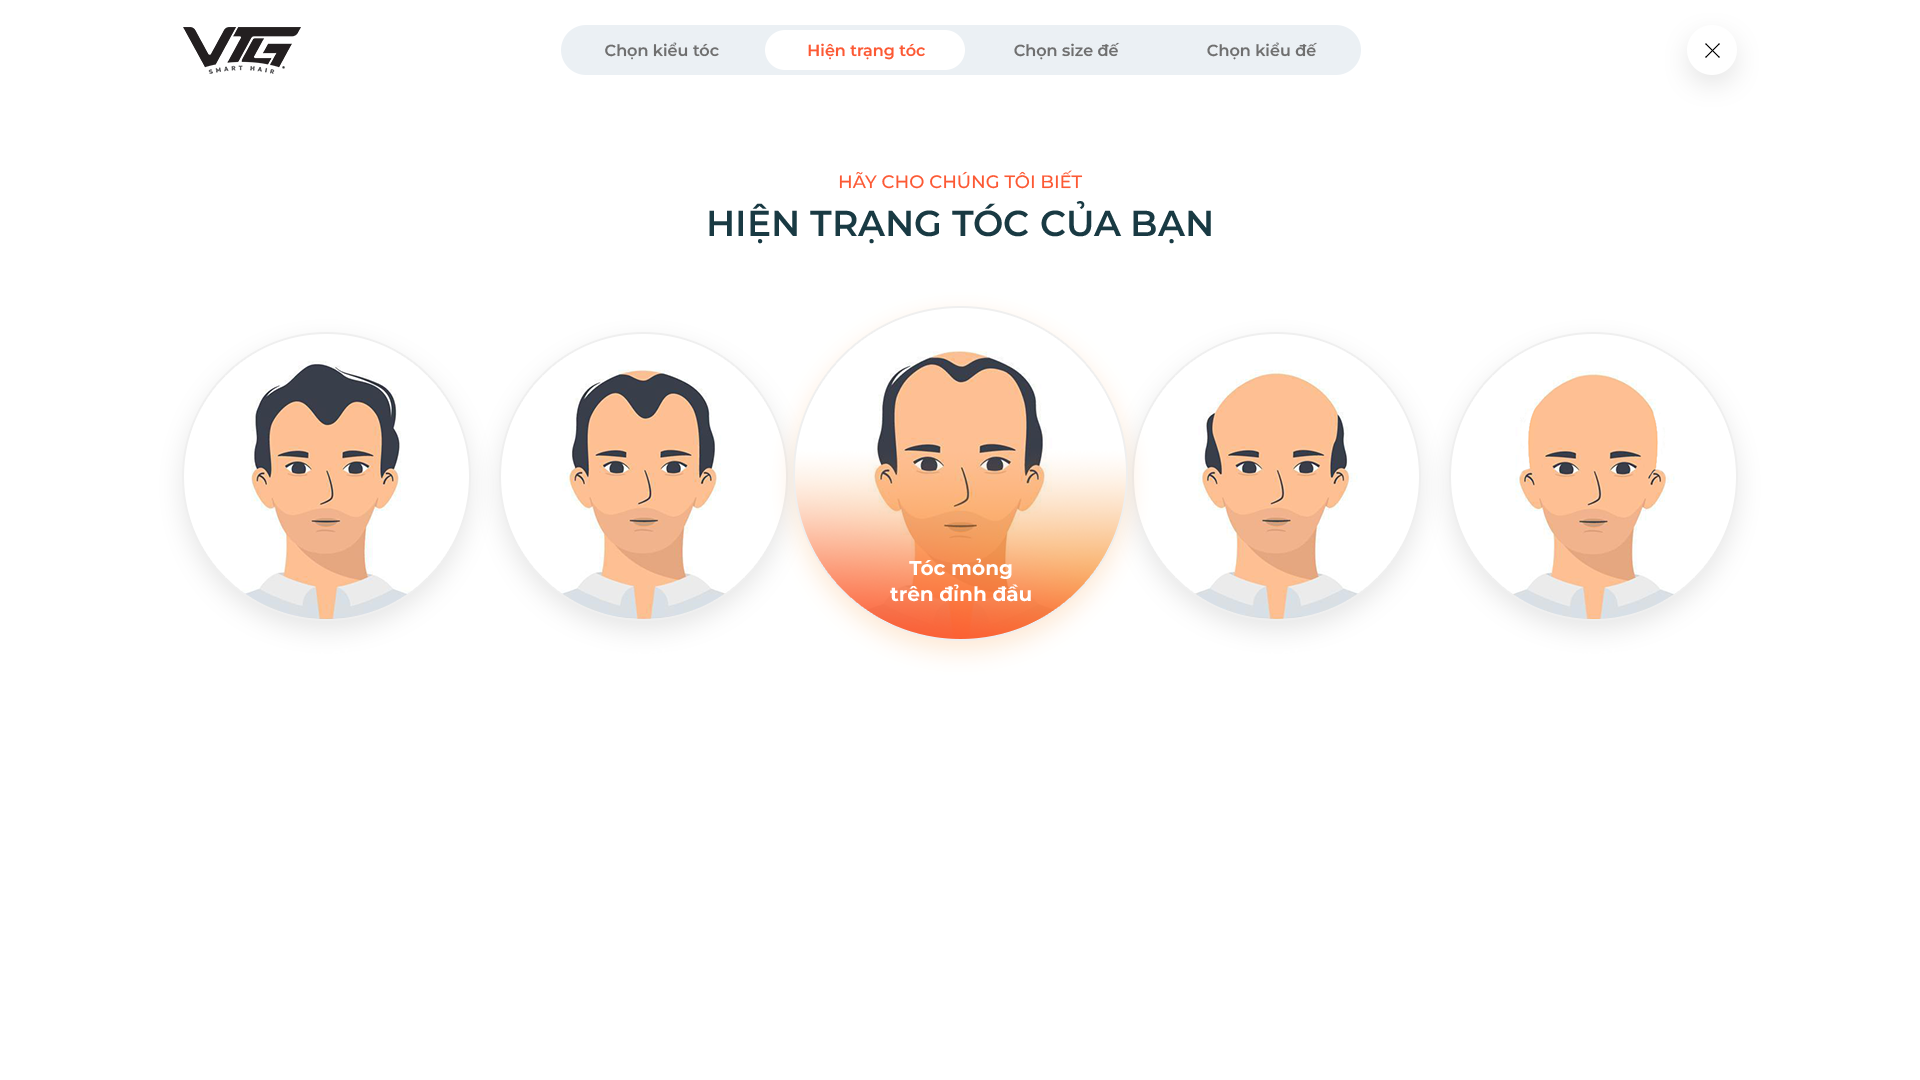 VTG
SMART HAIR
Chọn kiểu tóc
Hiện trạng tóc
Chọn size đế
Chọn kiểu đế
HÃY CHO CHÚNG TÔI BIẾT
HIỆN TRẠNG TÓC CỦA BẠN
Tóc mỏng
trên đỉnh đầu